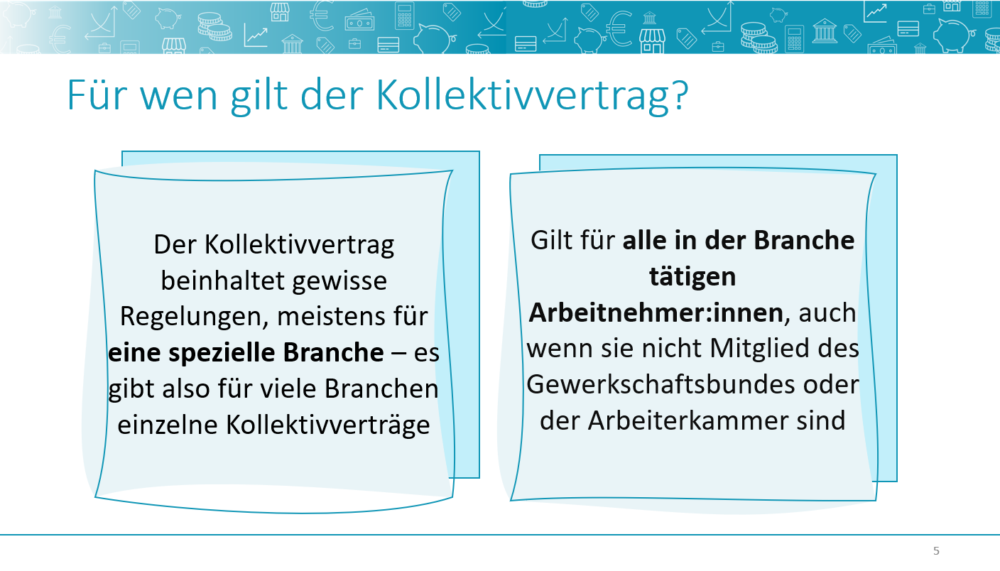 Für wen gilt der Kollektivvertrag?
Der Kollektivvertrag
beinhaltet gewisse
Regelungen, meistens für
eine spezielle Branche – es
gibt also für viele Branchen
einzelne Kollektivverträge
Gilt für alle in der Branche
tätigen
Arbeitnehmer:innen, auch
wenn sie nicht Mitglied des
Gewerkschaftsbundes oder
der Arbeiterkammer sind
5